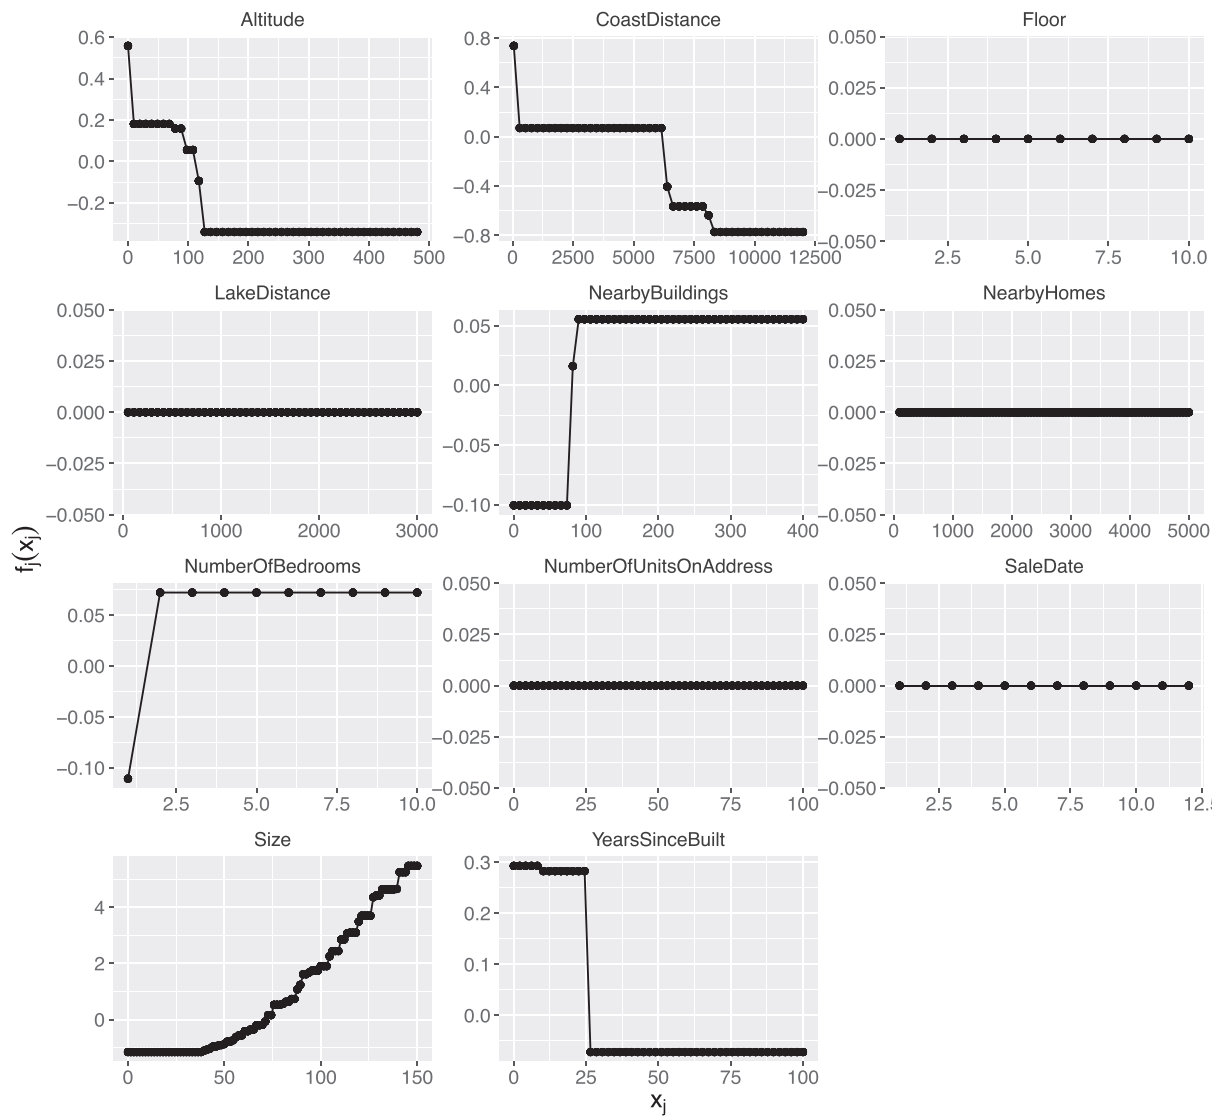 Altitude
CoastDistance
Floor
0.6
0.4
0.2
0.0
−0.2
0 100 200 300 400 500
0.8
0.4
0.0
−0.4
−0.8
0 2500 5000 7500 10000 12500
0.050
0.025
0.000
−0.025
−0.050
2.5 5.0 7.5 10.0
LakeDistance
NearbyBuildings
NearbyHomes
0.050
0.025
0.000
−0.025
−0.050
0 1000 2000 3000
0.05
0.00
−0.05
−0.10
0 100 200 300 400
0.050
0.025
0.000
−0.025
−0.050
0 1000 2000 3000 4000 5000
fj(xj)
NumberOfBedrooms
NumberOfUnitsOnAddress
SaleDate
0.05
0.00
−0.05
−0.10
2.5 5.0 7.5 10.0
0.050
0.025
0.000
−0.025
−0.050
0 25 50 75 100
0.050
0.025
0.000
−0.025
−0.050
2.5 5.0 7.5 10.0 12.5
Size
YearsSinceBuilt
4
2
0
0 50 100 150
0.3
0.2
0.1
0.0
0 25 50 75 100
xj